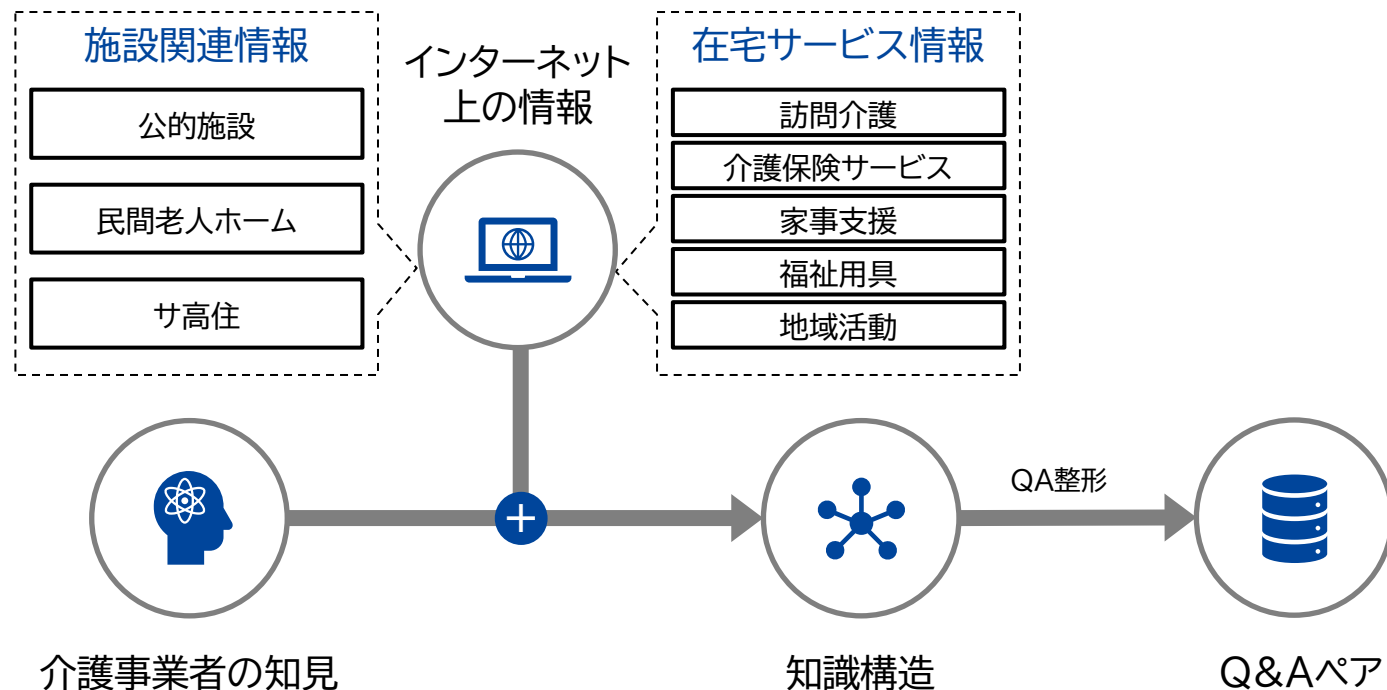 施設関連情報
公的施設
民間老人ホーム
サ高住
インターネット
上の情報
在宅サービス情報
訪問介護
介護保険サービス
家事支援
福祉用具
地域活動
QA整形
介護事業者の知見
知識構造
Q&Aペア